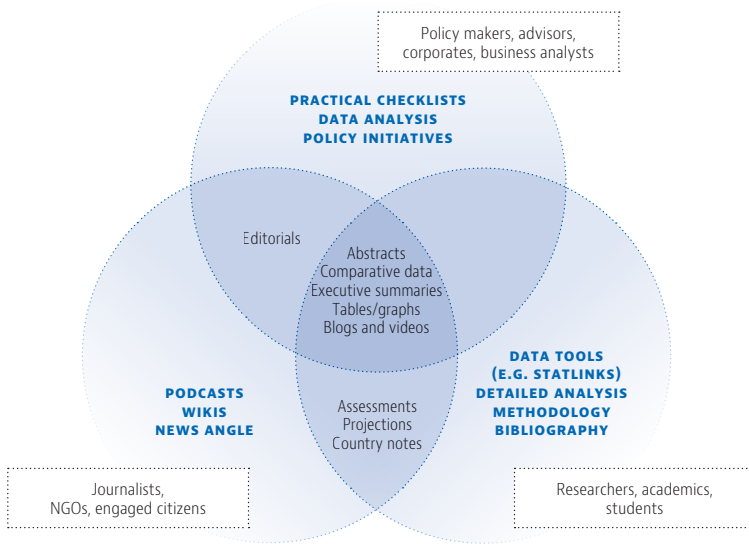 Policy makers, advisors,
corporates, business analysts
PRACTICAL CHECKLISTS
DATA ANALYSIS
POLICY INITIATIVES
Editorials
Abstracts
Comparative data
Executive summaries
Tables/graphs
Blogs and videos
DATA TOOLS
(E.G. STATLINKS)
DETAILED ANALYSIS
METHODOLOGY
BIBLIOGRAPHY
PODCASTS
WIKIS
NEWS ANGLE
Assessments
Projections
Country notes
Journalists,
NGOs, engaged citizens
Researchers, academics,
students